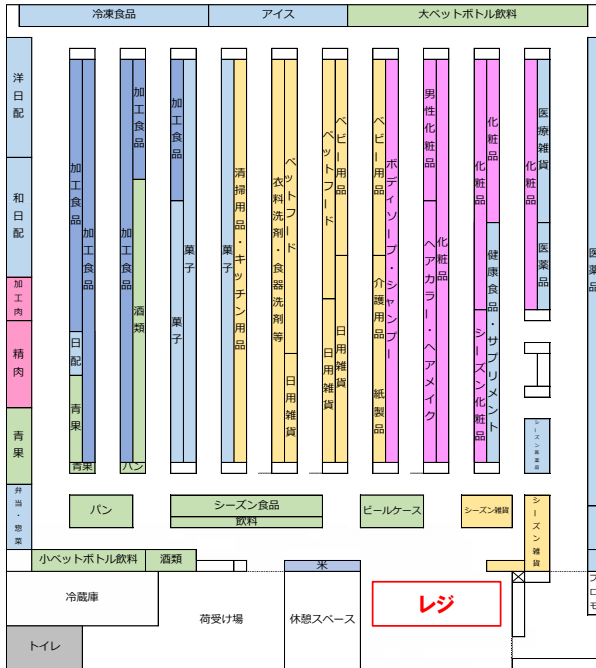 冷凍食品
アイス
大ペットボトル飲料
洋日配
和日配
加工肉
精肉
青果
弁当・惣菜
加工食品
日配
青果
加工食品
青果
加工食品
加工食品
酒類
パン
加工食品
菓子
菓子
菓子
清掃用品・キッチン用品
衣料洗剤・食器洗剤等
ペットフード
日用雑貨
ペットフード
日用雑貨
ベビー用品
日用雑貨
ベビー用品
介護用品
紙製品
ボディソープ・シャンプー
男性化粧品
ヘアカラー・ヘアメイク
化粧品
化粧品
シーズン化粧品
化粧品
健康食品・サプリメント
化粧品
医療雑貨
医薬品
医薬品
シーズン医薬品
パン
シーズン食品
飲料
ビールケース
シーズン雑貨
シーズン雑貨
小ペットボトル飲料
酒類
米
冷蔵庫
荷受け場
休憩スペース
レジ
プロモ
トイレ